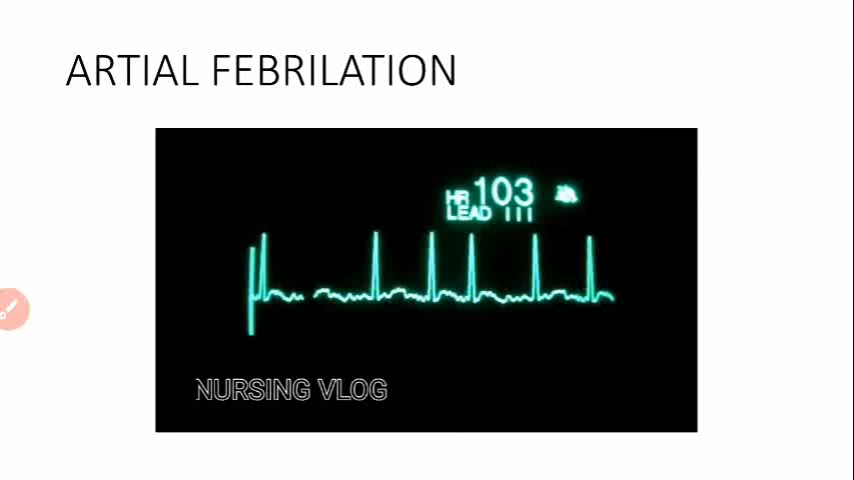 ARTIAL FEBRILATION
HR 103
LEAD III
NURSING VLOG